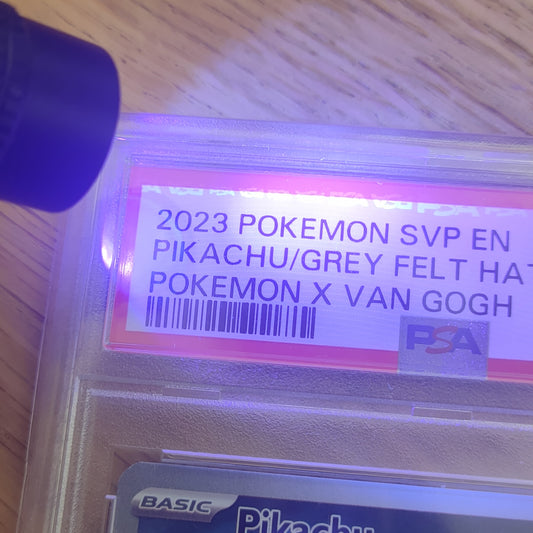 2023 POKEMON SVP EN
PIKACHU/GREY FELT HAT
POKEMON X VAN GOGH
PSA
BASIC
Pikachu